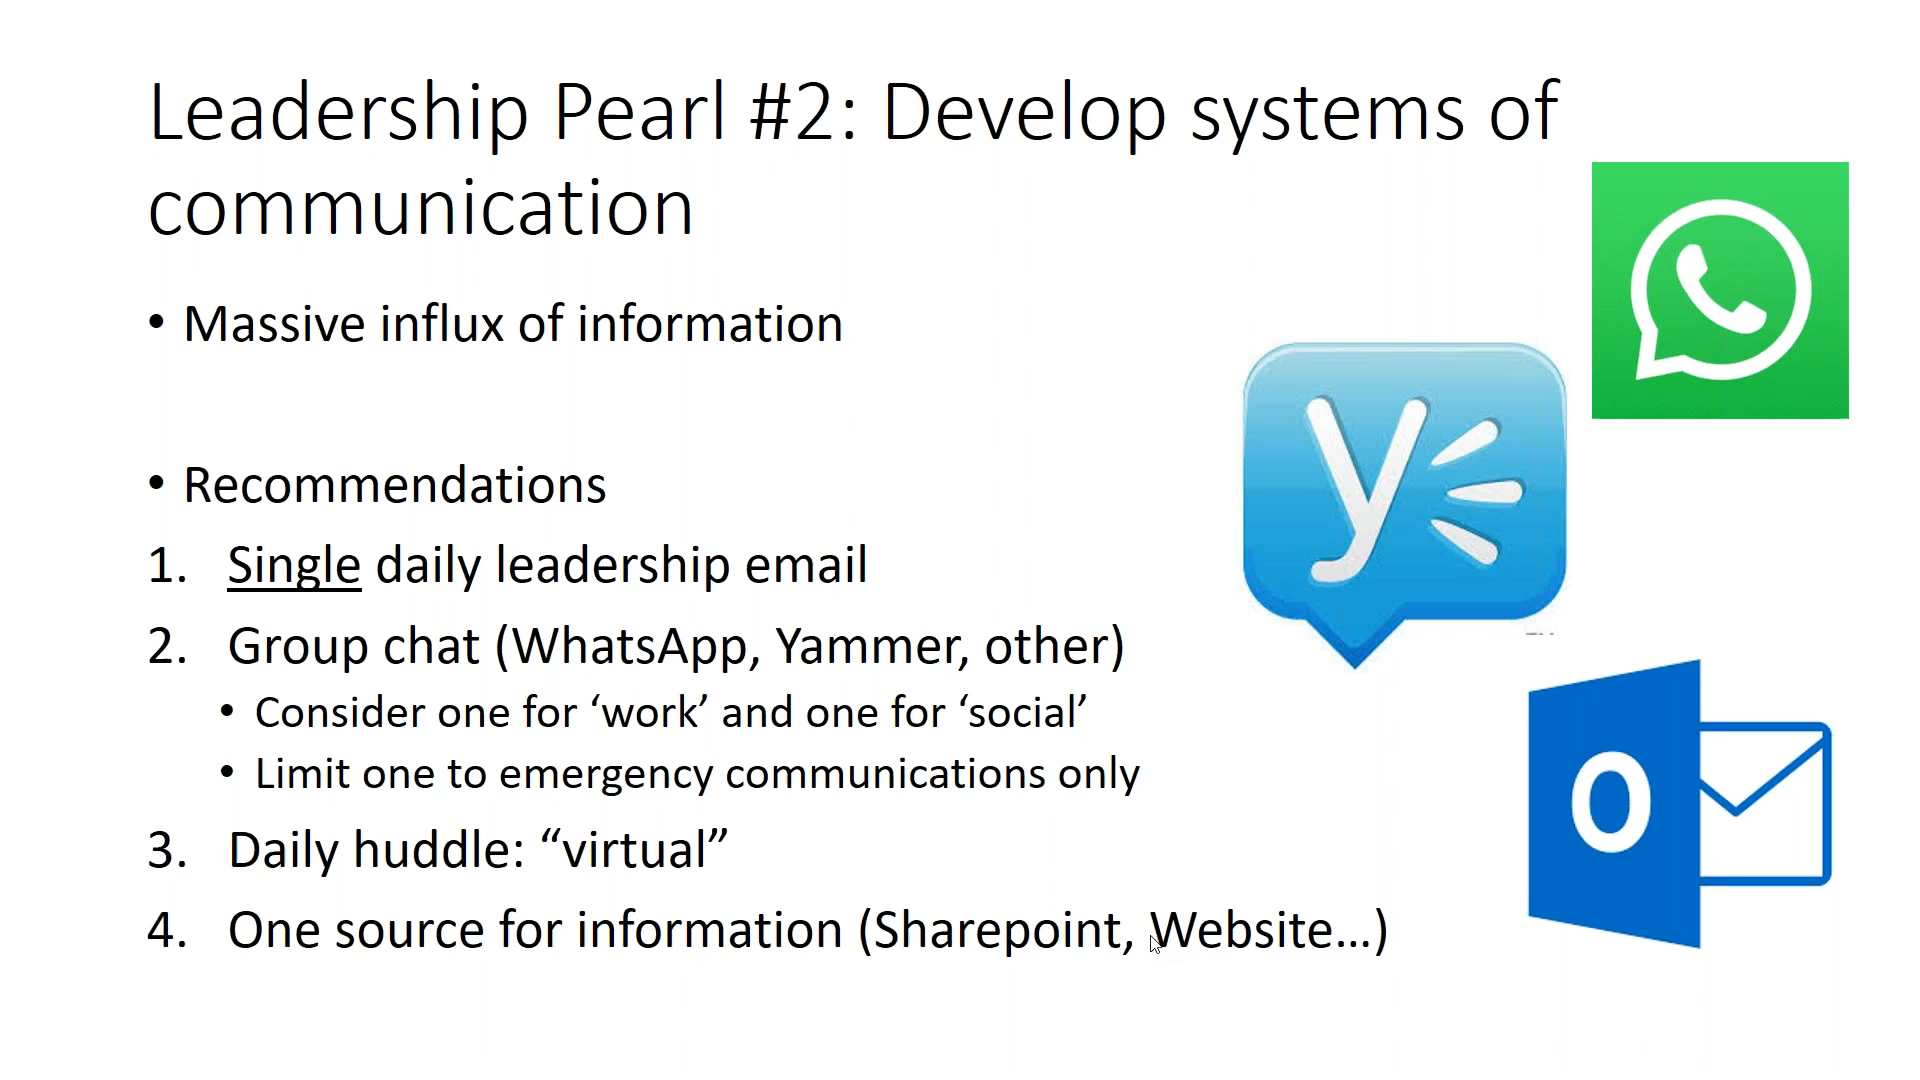 Leadership Pearl #2: Develop systems of
communication
• Massive influx of information
• Recommendations
1. Single daily leadership email
2. Group chat (WhatsApp, Yammer, other)
• Consider one for ‘work’ and one for ‘social’
• Limit one to emergency communications only
3. Daily huddle: “virtual”
4. One source for information (Sharepoint, Website…)